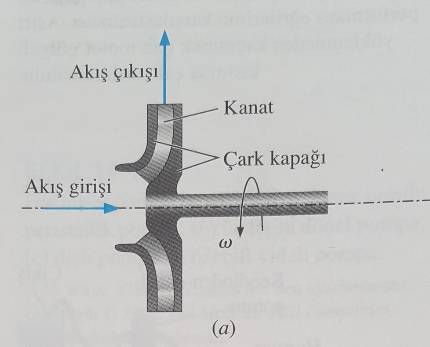 Akış çıkışı
Kanat
Çark kapağı
Akış girişi
ω
(a)